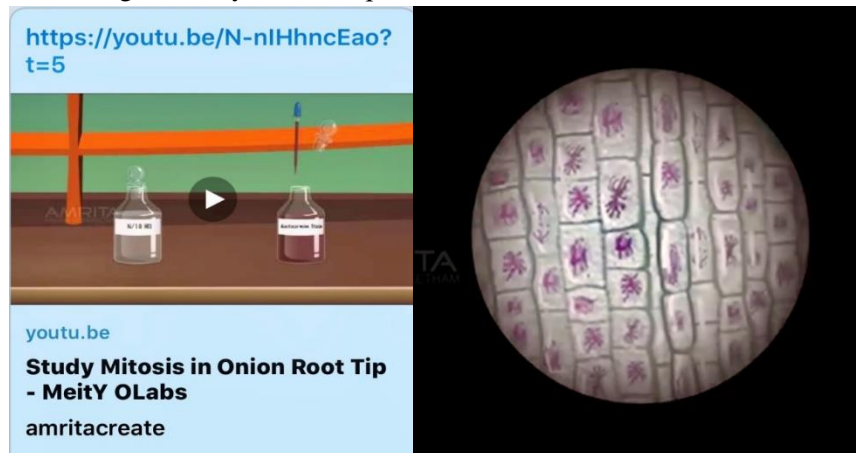 https://youtu.be/N-nIHhncEao?
t=5
AMRITA
N/10 HCl
youtu.be
Study Mitosis in Onion Root Tip
- MeitY OLabs
amritacreate
TA